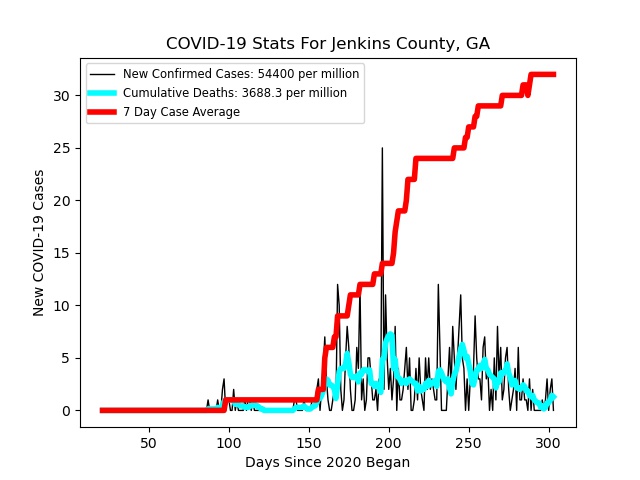 COVID-19 Stats For Jenkins County, GA
New Confirmed Cases: 54400 per million
Cumulative Deaths: 3688.3 per million
7 Day Case Average
New COVID-19 Cases
30
25
20
15
10
5
0
50 100 150 200 250 300
Days Since 2020 Began